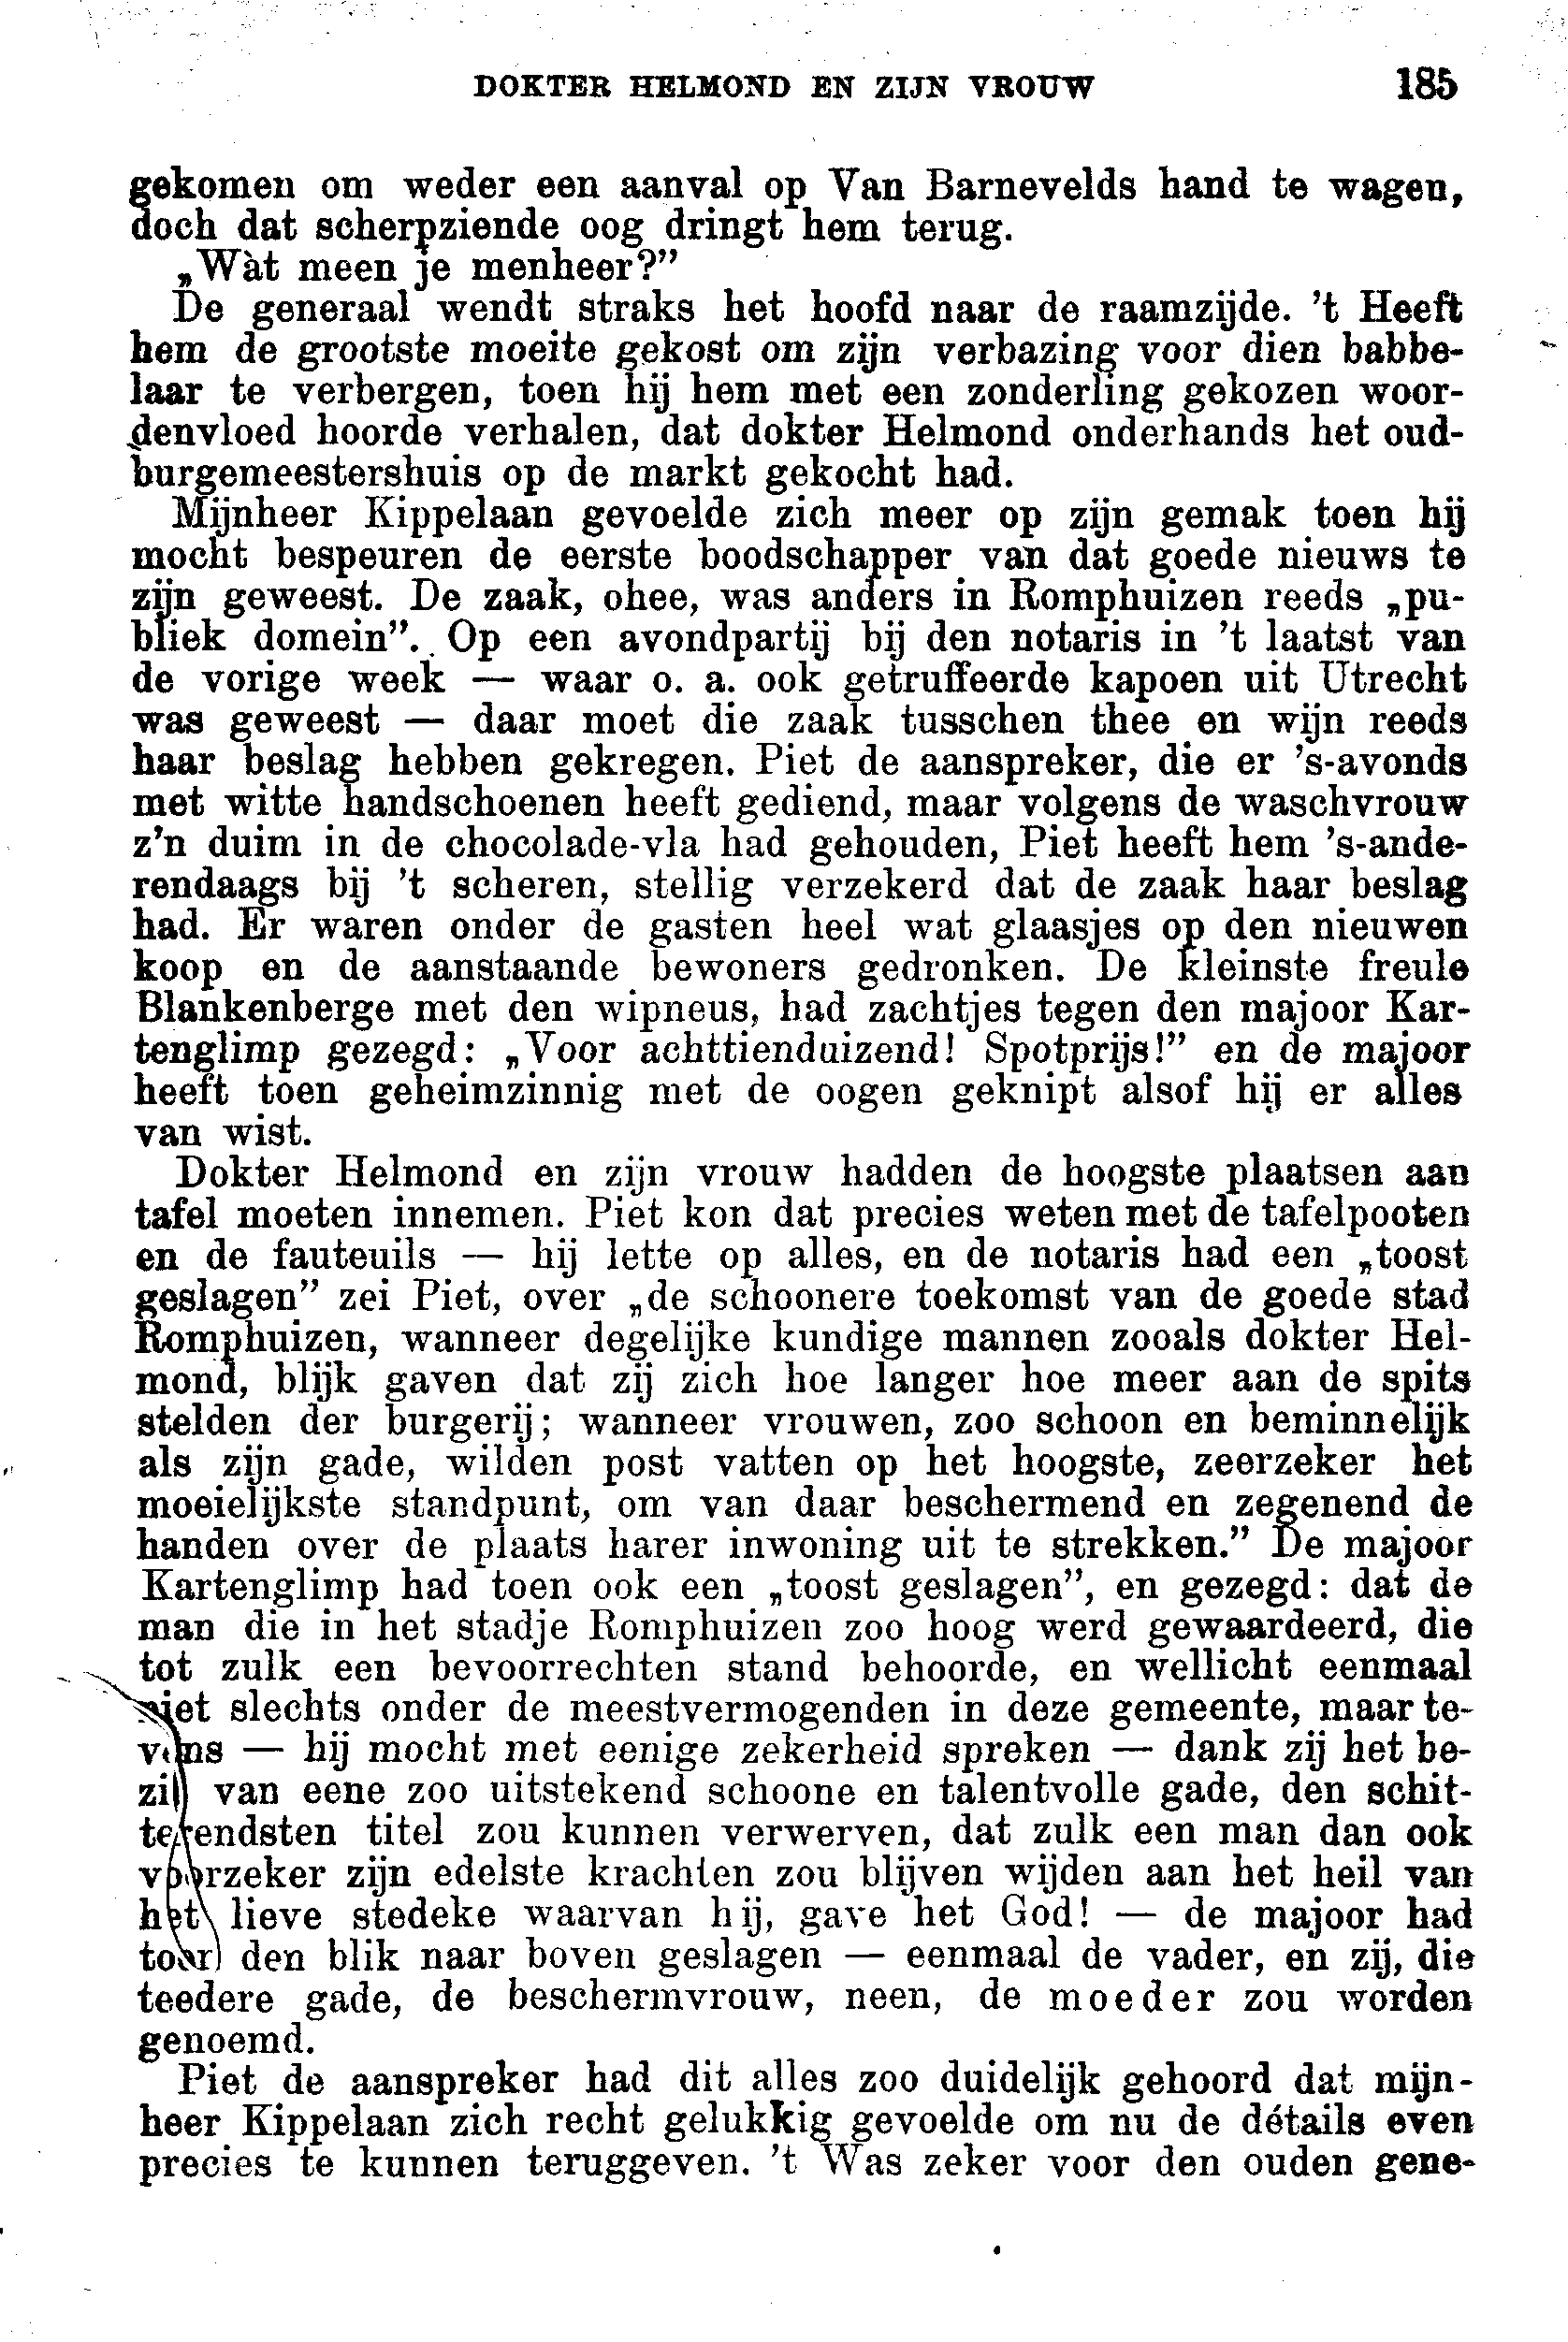 DOKTER HELMOND EN ZIJN VROUW 185
gekomen om weder een aanval op Van Barnevelds hand te wagen,
doch dat scherpziende oog dringt hem terug.
„Wàt meen je menheer?”
De generaal wendt straks het hoofd naar de raamzijde. 't Heeft
hem de grootste moeite gekost om zijn verbazing voor dien babbe-
laar te verbergen, toen hij hem met een zonderling gekozen woor-
denvloed hoorde verhalen, dat dokter Helmond onderhands het oud-
burgemeestershuis op de markt gekocht had.
Mijnheer Kippelaan gevoelde zich meer op zijn gemak toen hij
mocht bespeuren de eerste boodschapper van dat goede nieuws te
zijn geweest. De zaak, ohee, was anders in Romphuizen reeds „pu-
bliek domein”. Op een avondpartij bij den notaris in 't laatst van
de vorige week — waar o. a. ook getruffeerde kapoen uit Utrecht
was geweest — daar moet die zaak tusschen thee en wijn reeds
haar beslag hebben gekregen. Piet de aanspreker, die er 's-avonds
met witte handschoenen heeft gediend, maar volgens de waschvrouw
z'n duim in de chocolade-vla had gehouden, Piet heeft hem 's-ande-
rendaags bij 't scheren, stellig verzekerd dat de zaak haar beslag
had. Er waren onder de gasten heel wat glaasjes op den nieuwen
koop en de aanstaande bewoners gedronken. De kleinste freule
Blankenberge met den wipneus, had zachtjes tegen den majoor Kar-
tenglimp gezegd: „Voor achttienduizend! Spotprijs!” en de majoor
heeft toen geheimzinnig met de oogen geknipt alsof hij er alles
van wist.
Dokter Helmond en zijn vrouw hadden de hoogste plaatsen aan
tafel moeten innemen. Piet kon dat precies weten met de tafelpooten
en de fauteuils — hij lette op alles, en de notaris had een „toost
geslagen” zei Piet, over „de schoonere toekomst van de goede stad
Romphuizen, wanneer degelijke kundige mannen zooals dokter Hel-
mond, blijk gaven dat zij zich hoe langer hoe meer aan de spits
stelden der burgerij; wanneer vrouwen, zoo schoon en beminnelijk
als zijn gade, wilden post vatten op het hoogste, zeerzeker het
moeielijkste standpunt, om van daar beschermend en zegenend de
handen over de plaats harer inwoning uit te strekken.” De majoor
Kartenglimp had toen ook een „toost geslagen”, en gezegd: dat de
man die in het stadje Romphuizen zoo hoog werd gewaardeerd, die
tot zulk een bevoorrechten stand behoorde, en wellicht eenmaal
niet slechts onder de meestvermogenden in deze gemeente, maar te-
vens — hij mocht met eenige zekerheid spreken — dank zij het be-
zit van eene zoo uitstekend schoone en talentvolle gade, den schit-
terendsten titel zou kunnen verwerven, dat zulk een man dan ook
voorzeker zijn edelste krachten zou blijven wijden aan het heil van
het lieve stedeke waarvan hij, gave het God! — de majoor had
toen den blik naar boven geslagen — eenmaal de vader, en zij, die
teedere gade, de beschermvrouw, neen, de moeder zou worden
genoemd.
Piet de aanspreker had dit alles zoo duidelijk gehoord dat mijn-
heer Kippelaan zich recht gelukkig gevoelde om nu de détails even
precies te kunnen teruggeven. 't Was zeker voor den ouden gene-